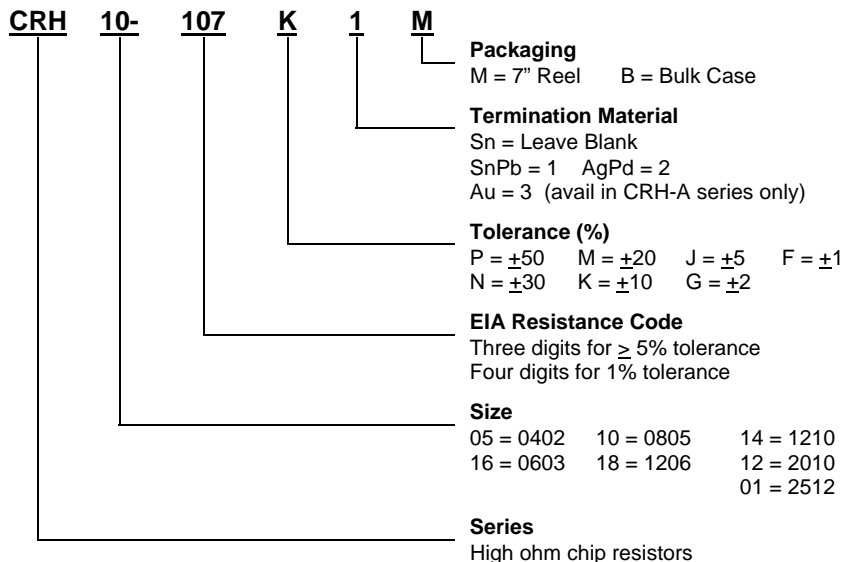 CRH 10- 107 K 1 M
Packaging
M = 7” Reel B = Bulk Case
Termination Material
Sn = Leave Blank
SnPb = 1 AgPd = 2
Au = 3 (avail in CRH-A series only)
Tolerance (%)
P = +50 M = +20 J = +5 F = +1
N = +30 K = +10 G = +2
EIA Resistance Code
Three digits for > 5% tolerance
Four digits for 1% tolerance
Size
05 = 0402 10 = 0805 14 = 1210
16 = 0603 18 = 1206 12 = 2010
01 = 2512
Series
High ohm chip resistors